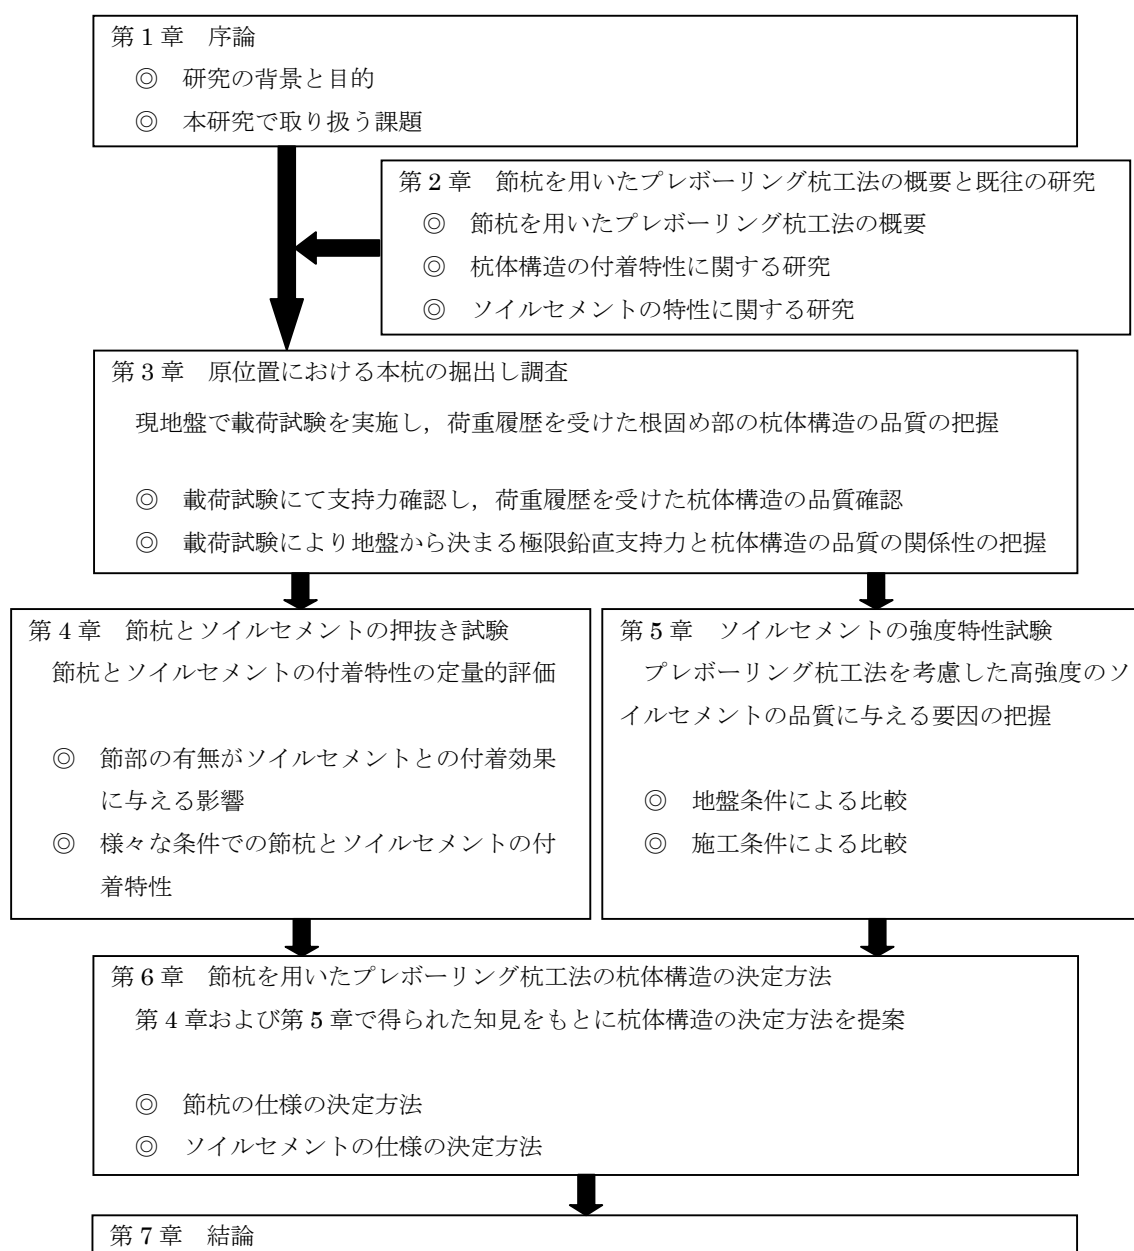 第1章　序論
◎　研究の背景と目的
◎　本研究で取り扱う課題
第2章　節杭を用いたプレボーリング杭工法の概要と既往の研究
◎　節杭を用いたプレボーリング杭工法の概要
◎　杭体構造の付着特性に関する研究
◎　ソイルセメントの特性に関する研究
第3章　原位置における本杭の掘出し調査
現地盤で載荷試験を実施し，荷重履歴を受けた根固め部の杭体構造の品質の把握
◎　載荷試験にて支持力確認し，荷重履歴を受けた杭体構造の品質確認
◎　載荷試験により地盤から決まる極限鉛直支持力と杭体構造の品質の関係性の把握
第4章　節杭とソイルセメントの押抜き試験
節杭とソイルセメントの付着特性の定量的評価
◎　節部の有無がソイルセメントとの付着効果
に与える影響
◎　様々な条件での節杭とソイルセメントの付
着特性
第5章　ソイルセメントの強度特性試験
プレボーリング杭工法を考慮した高強度のソ
イルセメントの品質に与える要因の把握
◎　地盤条件による比較
◎　施工条件による比較
第6章　節杭を用いたプレボーリング杭工法の杭体構造の決定方法
第4章および第5章で得られた知見をもとに杭体構造の決定方法を提案
◎　節杭の仕様の決定方法
◎　ソイルセメントの仕様の決定方法
第7章　結論